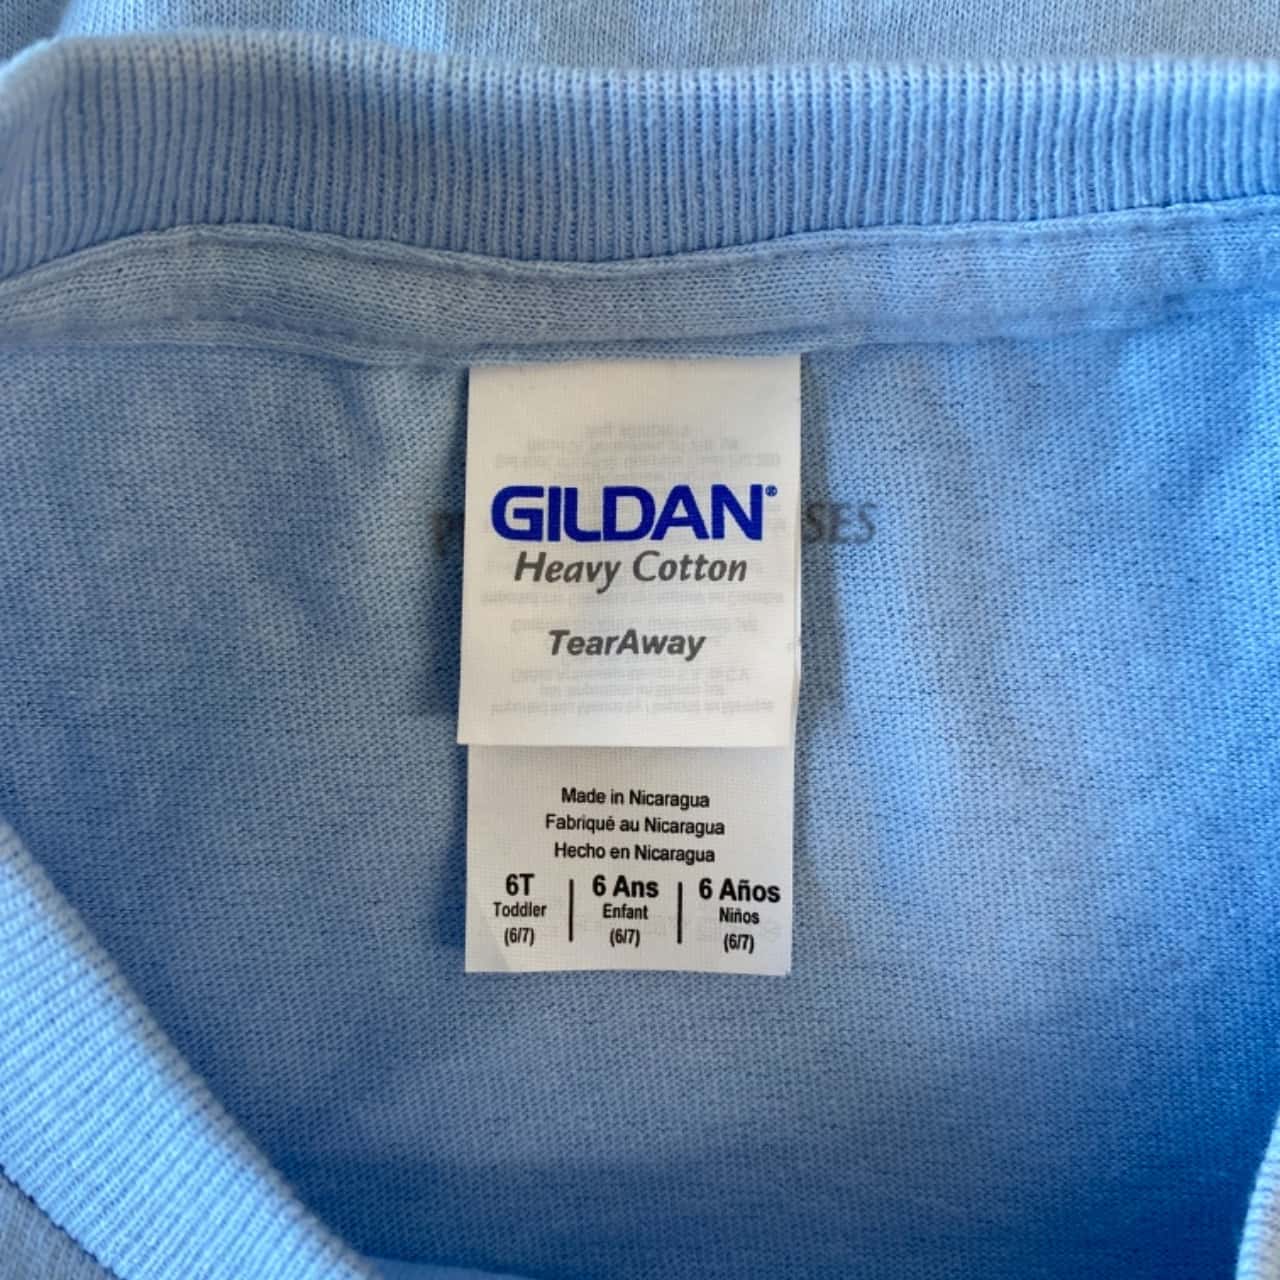 GILDAN®
Heavy Cotton
TearAway
Made in Nicaragua
Fabriqué au Nicaragua
Hecho en Nicaragua
6T | 6 Ans | 6 Años
Toddler | Enfant | Niños
(6/7) | (6/7) | (6/7)